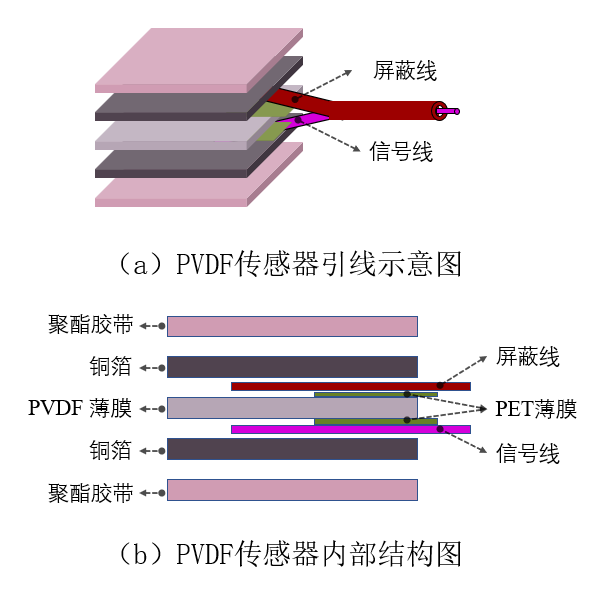 屏蔽线
信号线
（a）PVDF传感器引线示意图
聚酯胶带
铜箔
PVDF 薄膜
铜箔
聚酯胶带
屏蔽线
PET薄膜
信号线
（b）PVDF传感器内部结构图